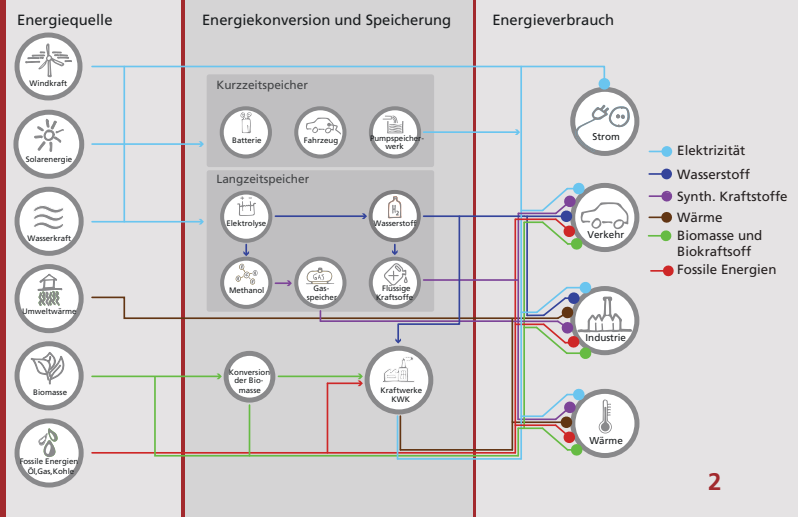 Energiequelle
Energiekonversion und Speicherung
Energieverbrauch
Windkraft
Solarenergie
Wasserkraft
Umweltwärme
Biomasse
Fossile Energien
Öl,Gas,Kohle
Kurzzeitspeicher
Batterie
Fahrzeug
Pumpspeicher-
werk
Langzeitspeicher
Elektrolyse
H₂
Wasserstoff
Methanol
GAS
Gas-
speicher
Flüssige
Kraftsoffe
Konversion
der Bio-
masse
Kraftwerke
KWK
Strom
Verkehr
Industrie
Wärme
Elektrizität
Wasserstoff
Synth. Kraftstoffe
Wärme
Biomasse und
Biokraftsoff
Fossile Energien
2